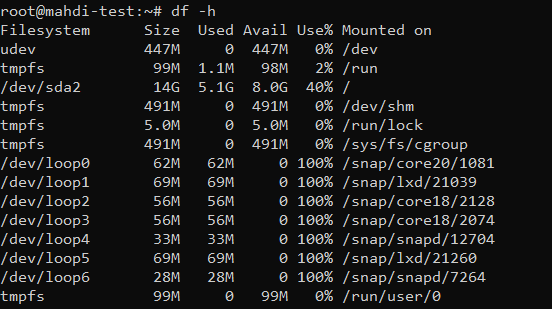 root@mahdi-test:~# df -h
Filesystem      Size  Used Avail Use% Mounted on
udev            447M     0  447M   0% /dev
tmpfs            99M  1.1M   98M   2% /run
/dev/sda2        14G  5.1G  8.0G  40% /
tmpfs           491M     0  491M   0% /dev/shm
tmpfs           5.0M     0  5.0M   0% /run/lock
tmpfs           491M     0  491M   0% /sys/fs/cgroup
/dev/loop0       62M   62M     0 100% /snap/core20/1081
/dev/loop1       69M   69M     0 100% /snap/lxd/21039
/dev/loop2       56M   56M     0 100% /snap/core18/2128
/dev/loop3       56M   56M     0 100% /snap/core18/2074
/dev/loop4       33M   33M     0 100% /snap/snapd/12704
/dev/loop5       69M   69M     0 100% /snap/lxd/21260
/dev/loop6       28M   28M     0 100% /snap/snapd/7264
tmpfs            99M     0   99M   0% /run/user/0